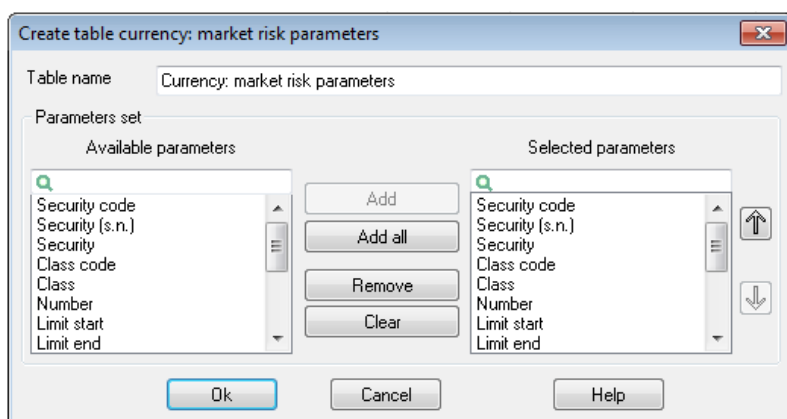 Create table currency: market risk parameters
Table name
Currency: market risk parameters
Parameters set
Available parameters
Selected parameters
Security code
Security (s.n.)
Security
Class code
Class
Number
Limit start
Limit end
Add
Add all
Remove
Clear
Security code
Security (s.n.)
Security
Class code
Class
Number
Limit start
Limit end
Ok
Cancel
Help